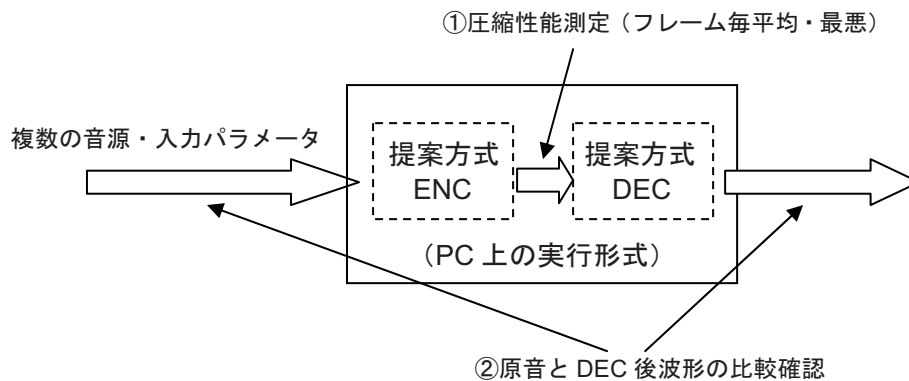 ①圧縮性能測定（フレーム毎平均・最悪）
複数の音源・入力パラメータ
提案方式
ENC
提案方式
DEC
（PC 上の実行形式）
②原音と DEC 後波形の比較確認